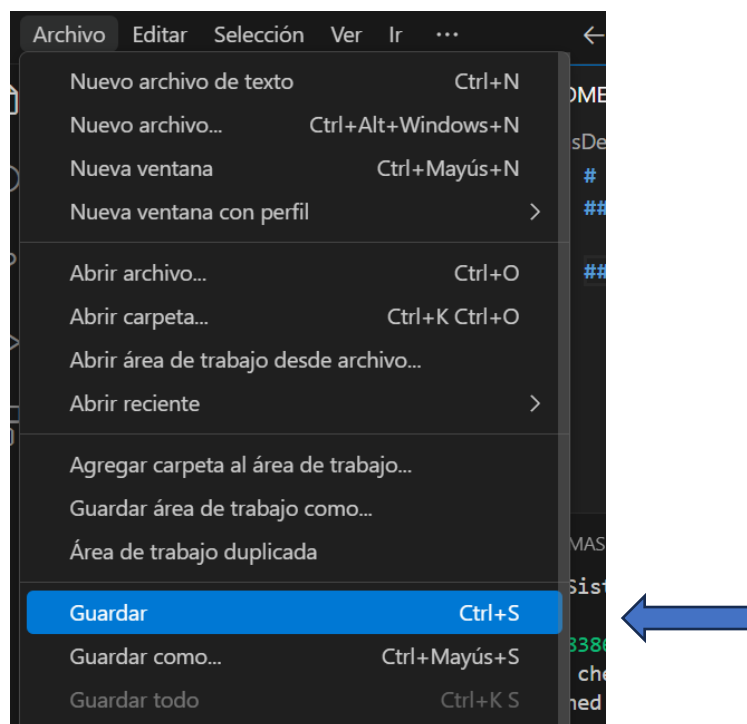 Archivo Editar Selección Ver Ir ···
Nuevo archivo de texto Ctrl+N
Nuevo archivo... Ctrl+Alt+Windows+N
Nueva ventana Ctrl+Mayús+N
#
Nueva ventana con perfil
##
Abrir archivo... Ctrl+O
##
Abrir carpeta... Ctrl+K Ctrl+O
Abrir área de trabajo desde archivo...
Abrir reciente
Agregar carpeta al área de trabajo...
Guardar área de trabajo como...
Área de trabajo duplicada
Guardar Ctrl+S
Guardar como... Ctrl+Mayús+S
Guardar todo Ctrl+K S